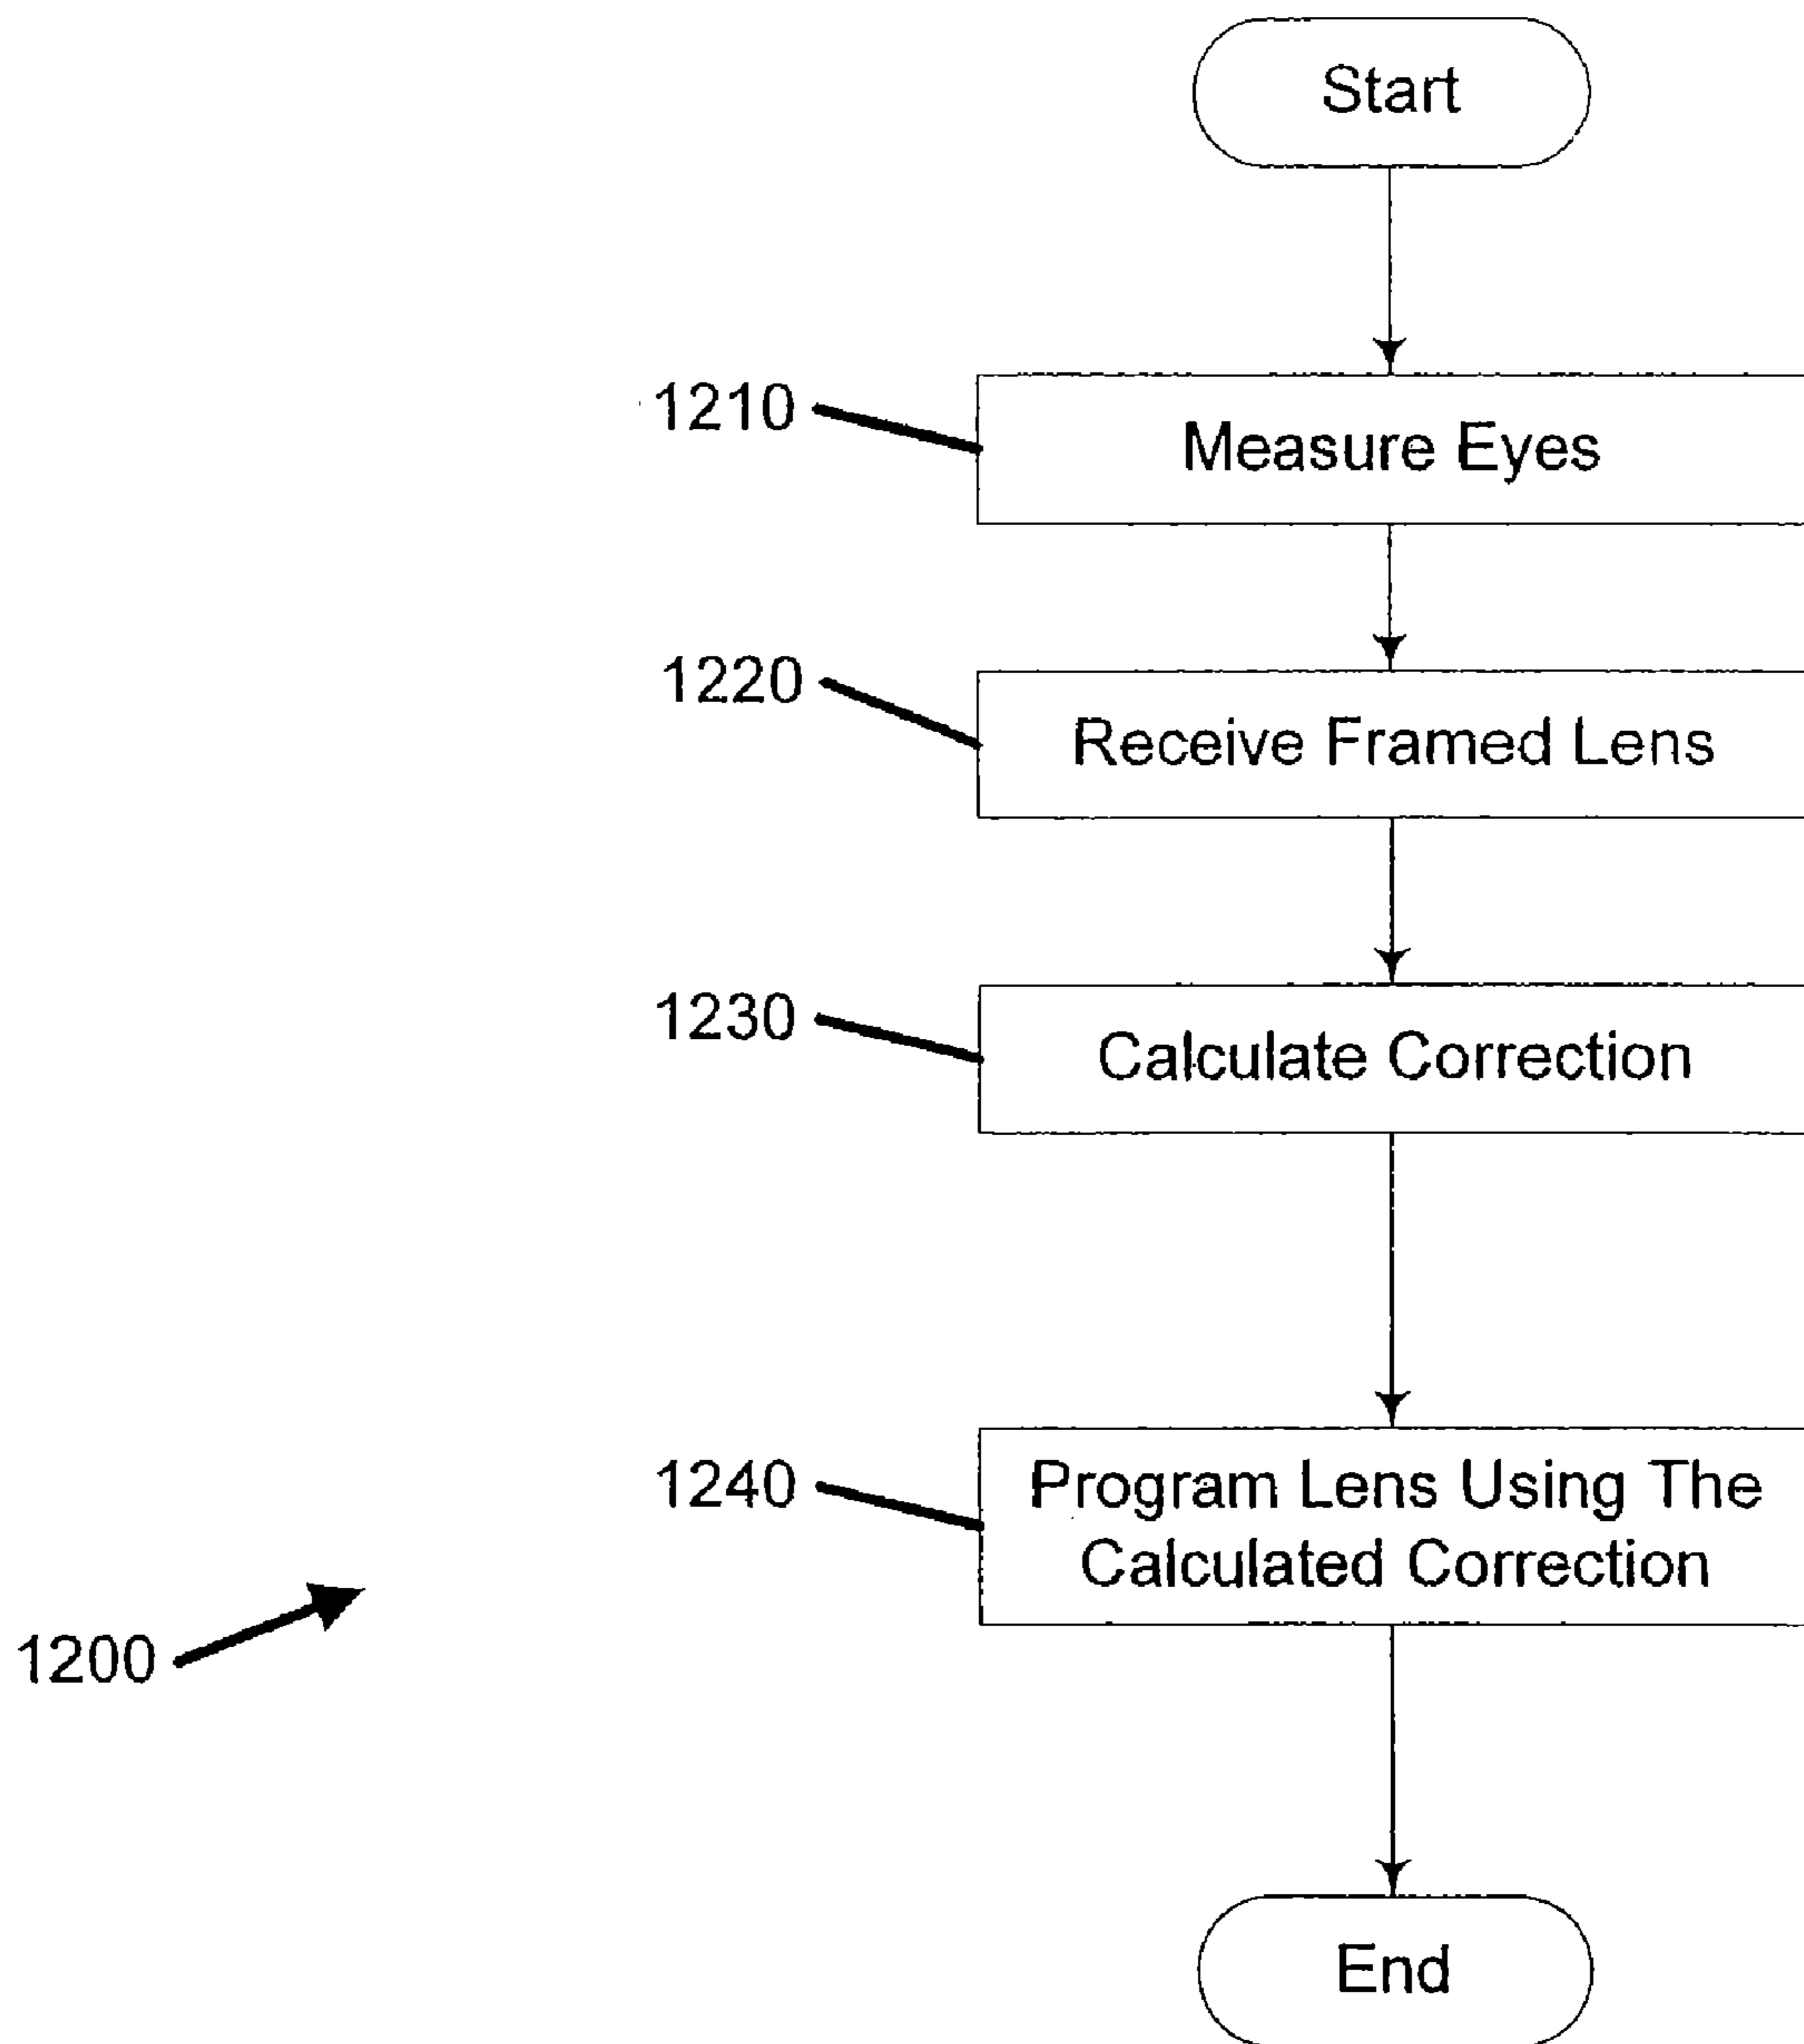 Start
1210
Measure Eyes
1220
Receive Framed Lens
1230
Calculate Correction
1240
Program Lens Using The
Calculated Correction
1200
End